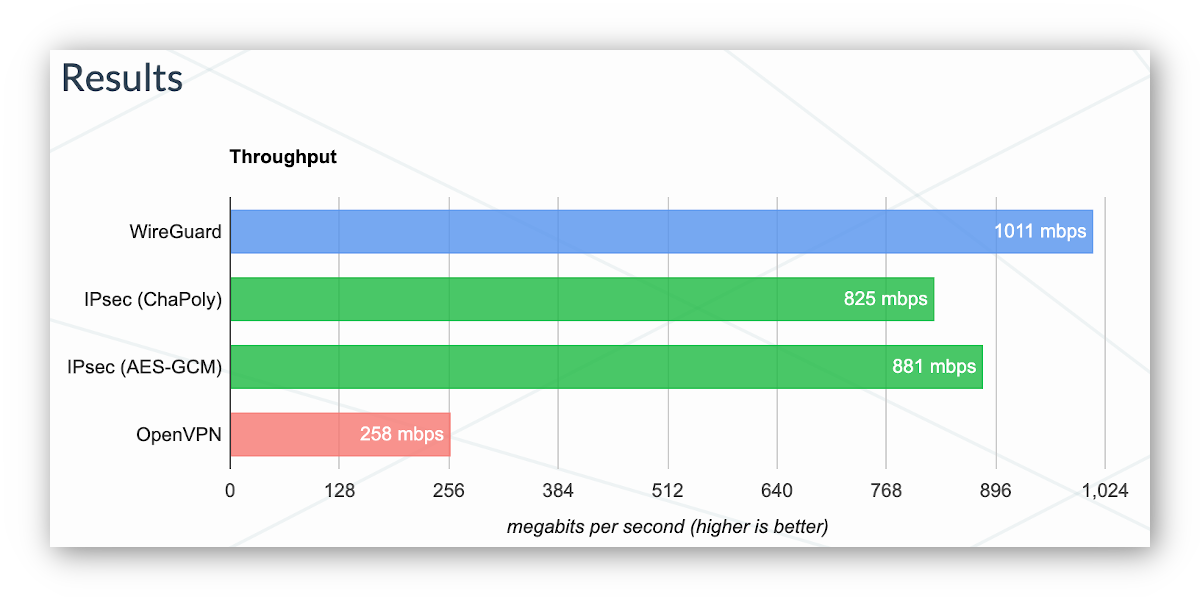 Results
Throughput
WireGuard 1011 mbps
IPsec (ChaPoly) 825 mbps
IPsec (AES-GCM) 881 mbps
OpenVPN 258 mbps
0 128 256 384 512 640 768 896 1,024
megabits per second (higher is better)